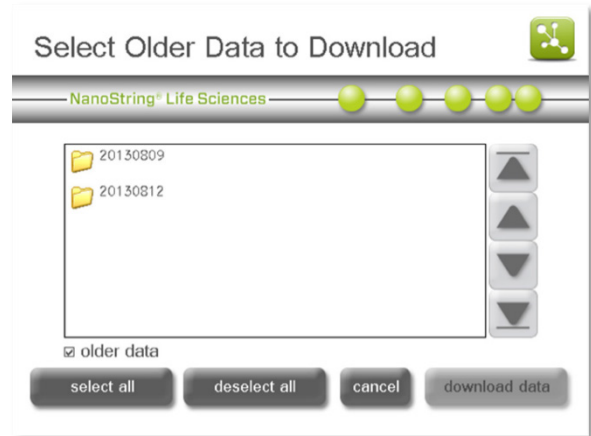 Select Older Data to Download
NanoString® Life Sciences
20130809
20130812
older data
select all deselect all cancel download data